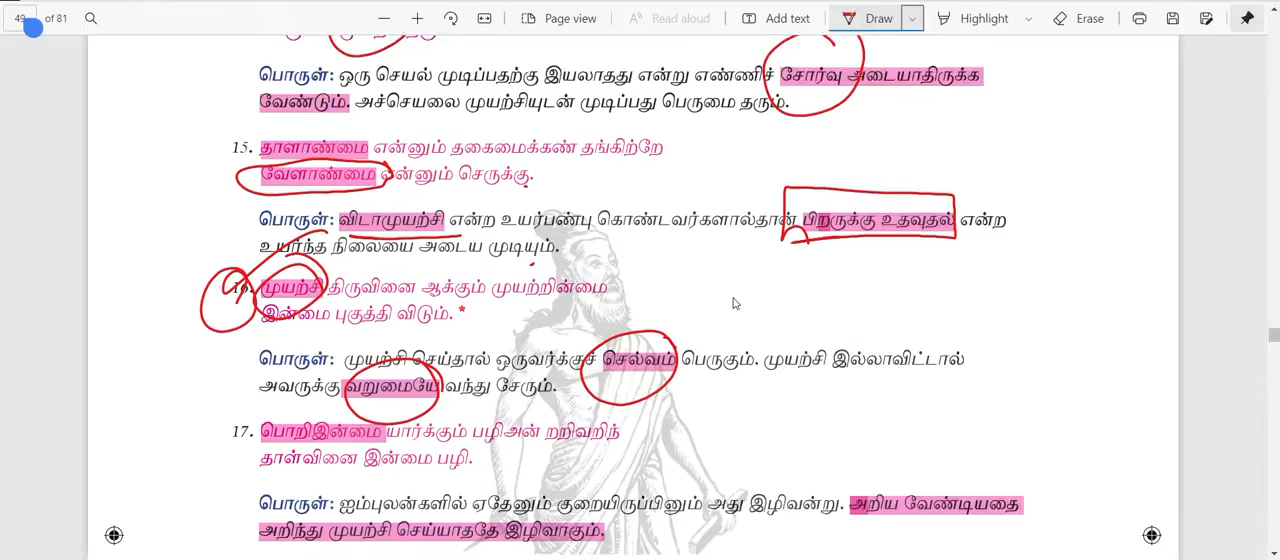 49 of 81 Page view Read aloud Add text Draw Highlight Erase
பொருள்: ஒரு செயல் முடிப்பதற்கு இயலாதது என்று எண்ணிச் சோர்வு அடையாதிருக்க
வேண்டும். அச்செயலை முயற்சியுடன் முடிப்பது பெருமை தரும்.
15. தாளாண்மை என்னும் தகைமைக்கண் தங்கிற்றே
வேளாண்மை என்னும் செருக்கு.
பொருள்: விடாமுயற்சி என்ற உயர்பண்பு கொண்டவர்களால்தான் பிறருக்கு உதவுதல் என்ற
உயர்ந்த நிலையை அடைய முடியும்.
16. முயற்சி திருவினை ஆக்கும் முயற்றின்மை
இன்மை புகுத்தி விடும். *
பொருள்: முயற்சி செய்தால் ஒருவர்க்குச் செல்வம் பெருகும். முயற்சி இல்லாவிட்டால்
அவருக்கு வறுமையே வந்து சேரும்.
17. பொறிஇன்மை யார்க்கும் பழிஅன் றறிவறிந்
தாள்வினை இன்மை பழி.
பொருள்: ஐம்புலன்களில் ஏதேனும் குறையிருப்பினும் அது இழிவன்று. அறிய வேண்டியதை
அறிந்து முயற்சி செய்யாததே இழிவாகும்.